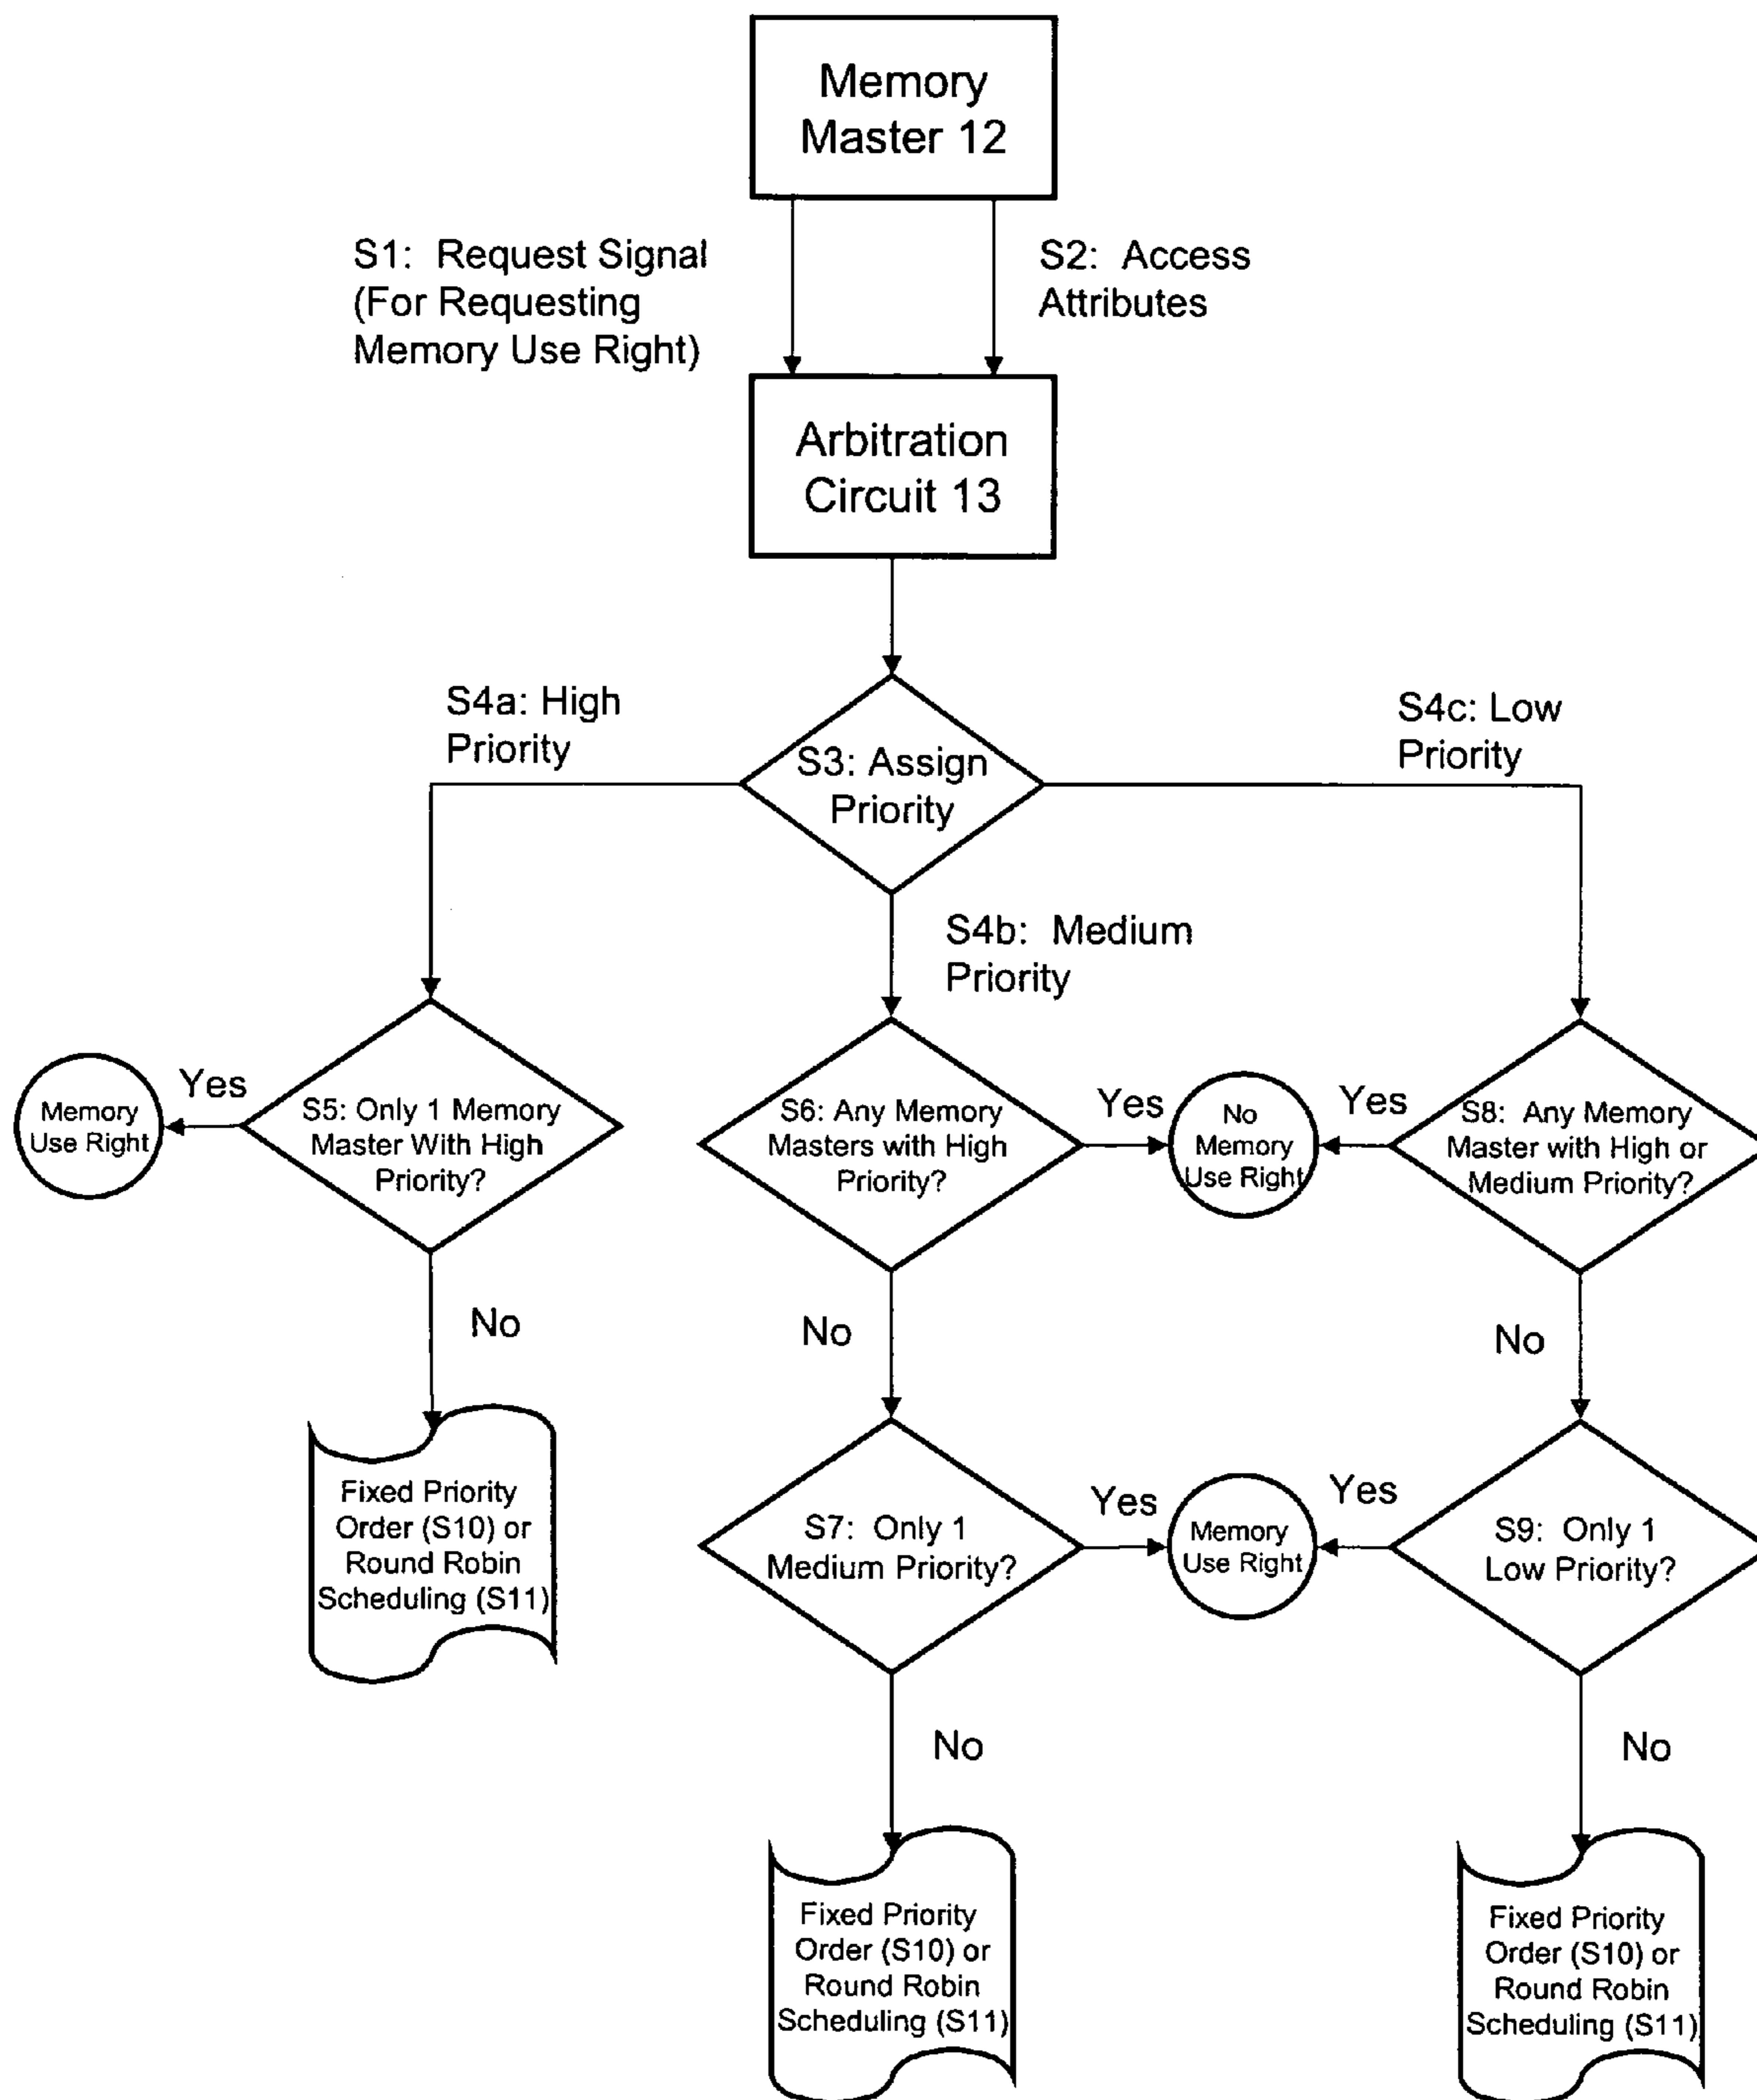 Memory
Master 12
S1: Request Signal
(For Requesting
Memory Use Right)
S2: Access
Attributes
Arbitration
Circuit 13
S4a: High
Priority
S3: Assign
Priority
S4c: Low
Priority
S4b: Medium
Priority
Memory
Use Right
Yes
S5: Only 1 Memory
Master With High
Priority?
S6: Any Memory
Masters with High
Priority?
Yes
No
Memory
Use Right
Yes
S8: Any Memory
Master with High or
Medium Priority?
No
No
No
Fixed Priority
Order (S10) or
Round Robin
Scheduling (S11)
S7: Only 1
Medium Priority?
Yes
Memory
Use Right
Yes
S9: Only 1
Low Priority?
No
No
Fixed Priority
Order (S10) or
Round Robin
Scheduling (S11)
Fixed Priority
Order (S10) or
Round Robin
Scheduling (S11)